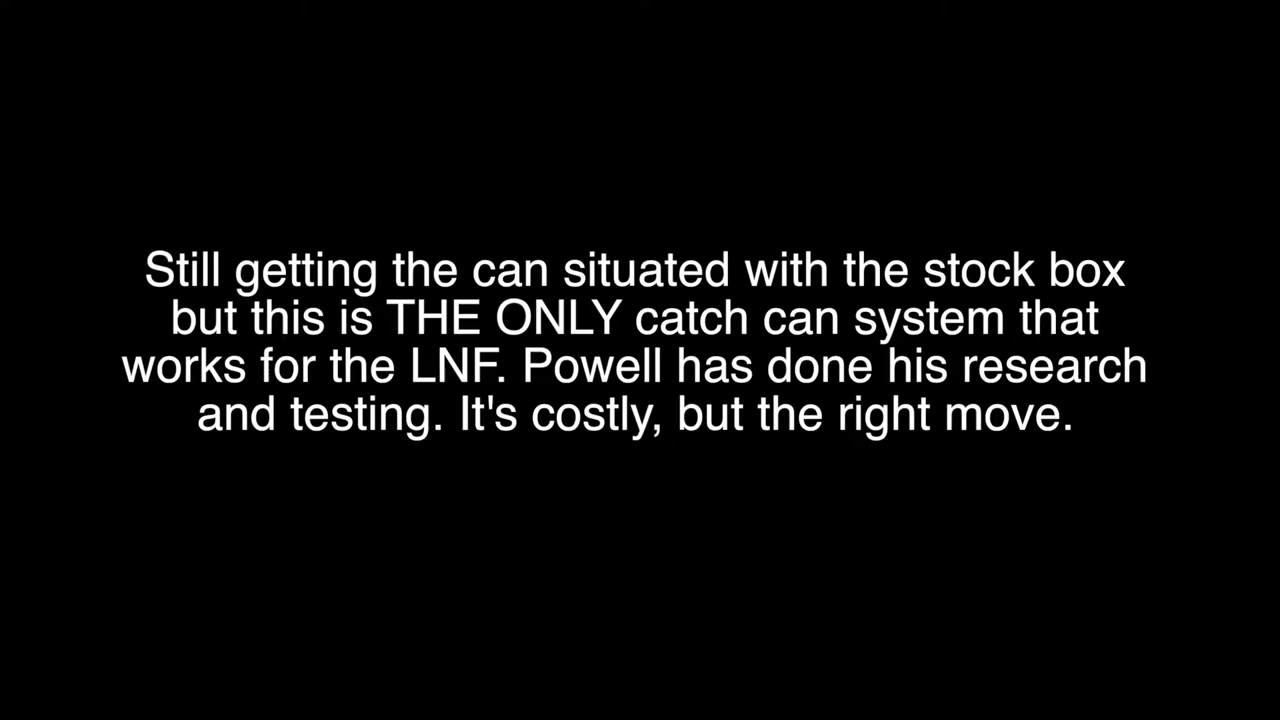 Still getting the can situated with the stock box
but this is THE ONLY catch can system that
works for the LNF. Powell has done his research
and testing. It's costly, but the right move.